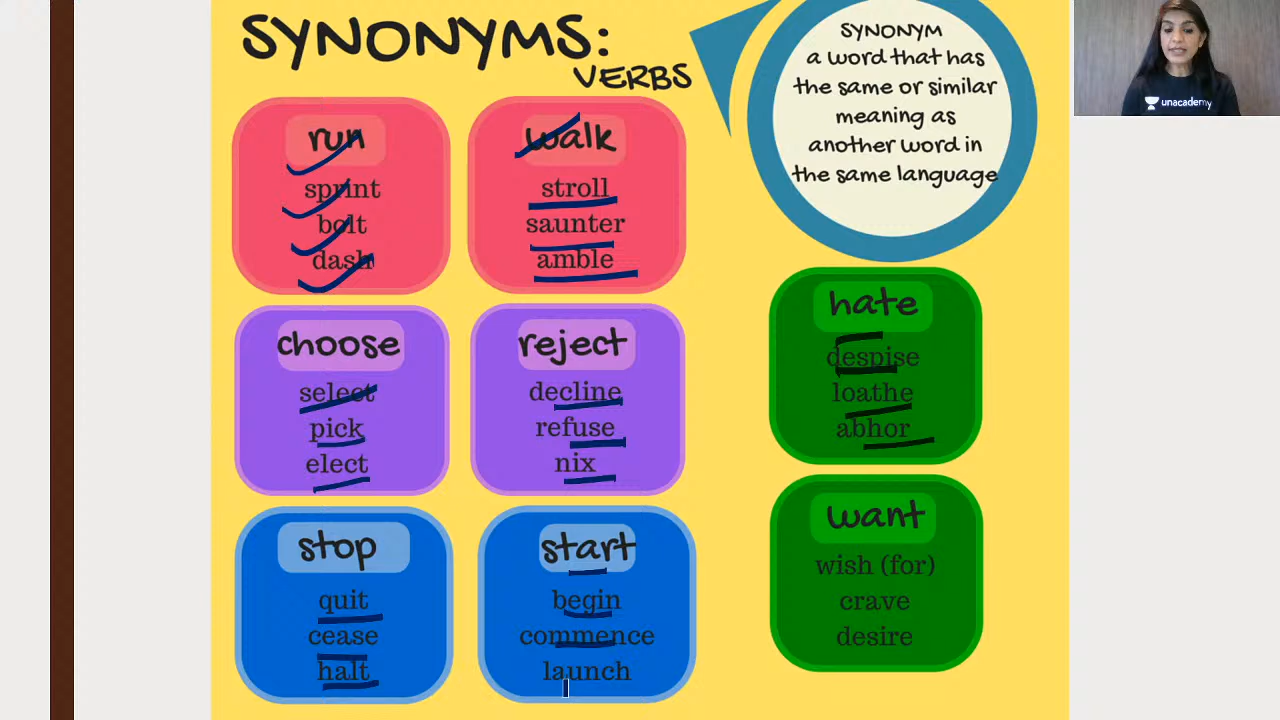 SYNONYMS:
VERBS
SYNONYM
a word that has
the same or similar
meaning as
another word in
the same language
run
sprint
bolt
dash
walk
stroll
saunter
amble
choose
select
pick
elect
reject
decline
refuse
nix
hate
despise
loathe
abhor
stop
quit
cease
halt
start
begin
commence
launch
want
wish (for)
crave
desire
unacademy